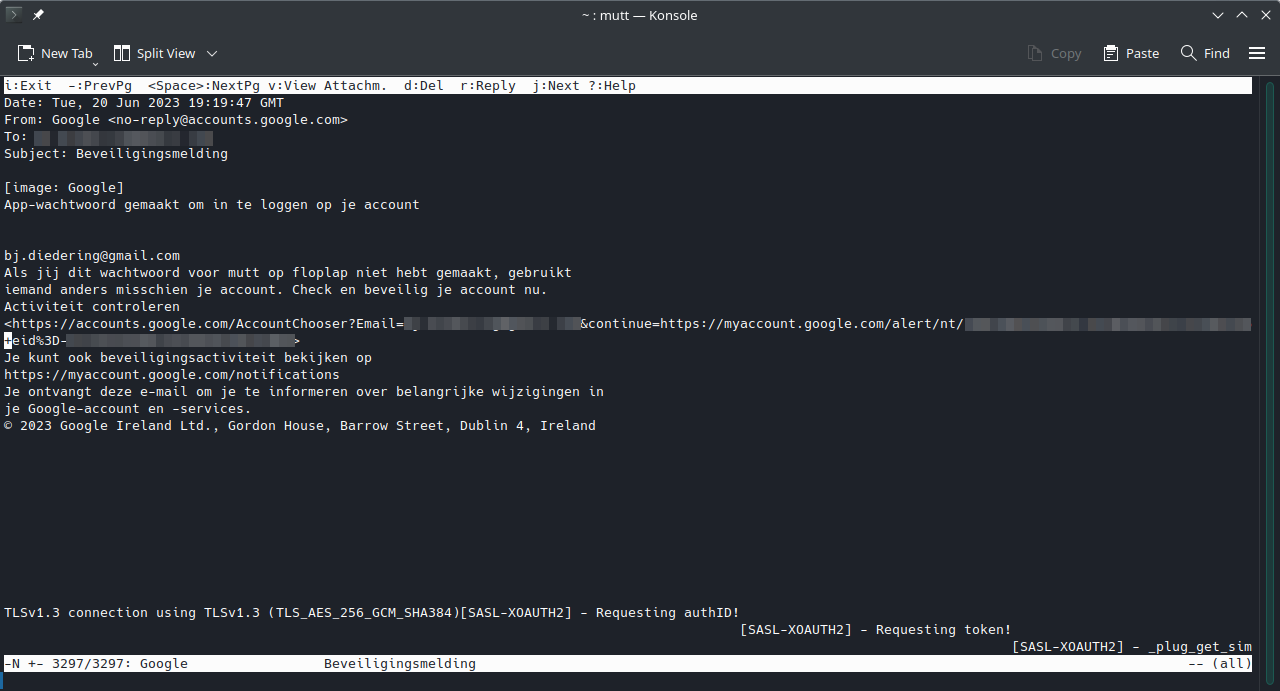 ~ : mutt — Konsole
New Tab Split View Copy Paste Find
i:Exit -:PrevPg <Space>:NextPg v:View Attachm. d:Del r:Reply j:Next ?:Help
Date: Tue, 20 Jun 2023 19:19:47 GMT
From: Google <no-reply@accounts.google.com>
To:
Subject: Beveiligingsmelding
[image: Google]
App-wachtwoord gemaakt om in te loggen op je account
bj.diedering@gmail.com
Als jij dit wachtwoord voor mutt op floplap niet hebt gemaakt, gebruikt
iemand anders misschien je account. Check en beveilig je account nu.
Activiteit controleren
<https://accounts.google.com/AccountChooser?Email= &continue=https://myaccount.google.com/alert/nt/
+eid%3D- >
Je kunt ook beveiligingsactiviteit bekijken op
https://myaccount.google.com/notifications
Je ontvangt deze e-mail om je te informeren over belangrijke wijzigingen in
je Google-account en -services.
© 2023 Google Ireland Ltd., Gordon House, Barrow Street, Dublin 4, Ireland
TLSv1.3 connection using TLSv1.3 (TLS_AES_256_GCM_SHA384)[SASL-XOAUTH2] - Requesting authID!
[SASL-XOAUTH2] - Requesting token!
[SASL-XOAUTH2] - _plug_get_sim
-N +- 3297/3297: Google Beveiligingsmelding -- (all)